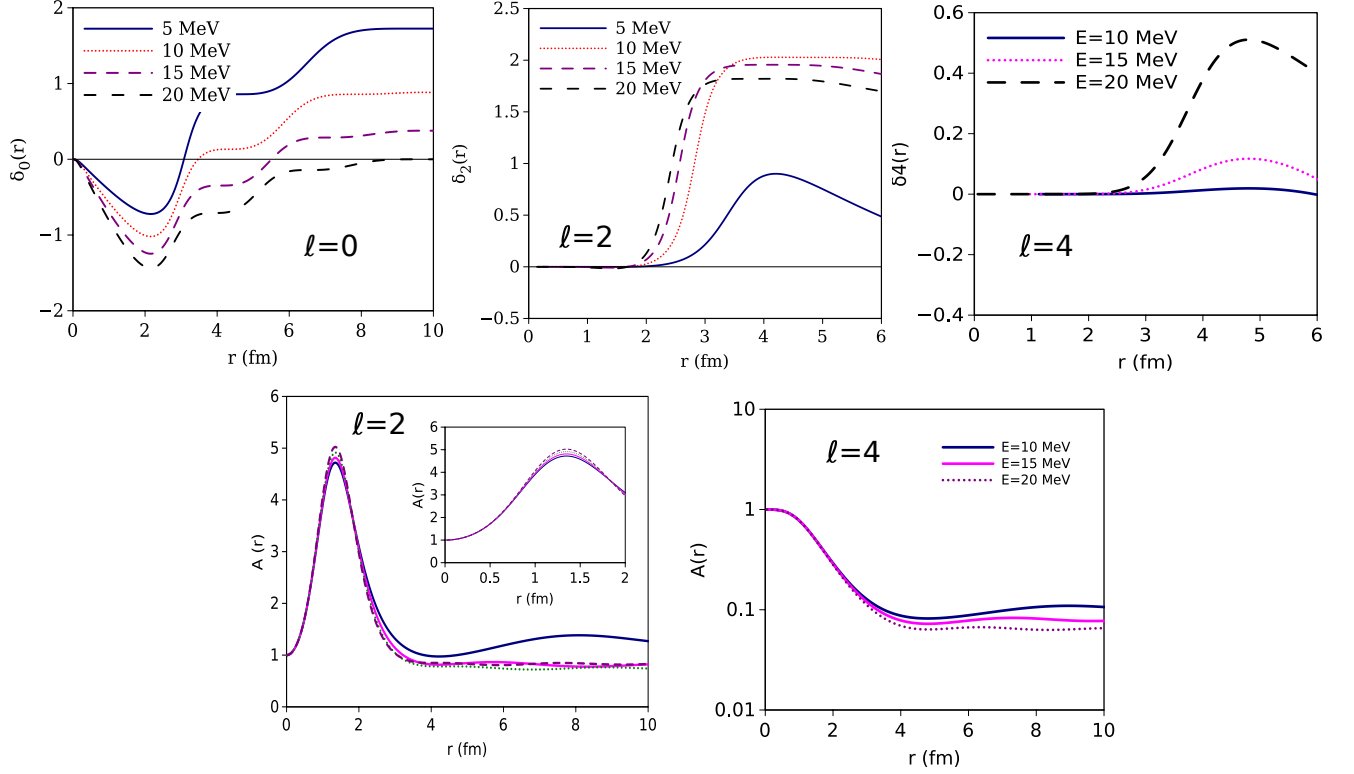 2
1
0
−1
−2
δ0(r)
5 MeV
10 MeV
15 MeV
20 MeV
ℓ=0
0 2 4 6 8 10
r (fm)
2.5
2
1.5
1
0.5
0
−0.5
δ2(r)
5 MeV
10 MeV
15 MeV
20 MeV
ℓ=2
0 1 2 3 4 5 6
r (fm)
0.6
0.4
0.2
0
−0.2
−0.4
δ4(r)
E=10 MeV
E=15 MeV
E=20 MeV
ℓ=4
0 1 2 3 4 5 6
r (fm)
6
5
4
3
2
1
0
A (r)
ℓ=2
6
5
4
3
2
1
0
A(r)
0 0.5 1 1.5 2
r (fm)
0 2 4 6 8 10
r (fm)
10
1
0.1
0.01
A(r)
ℓ=4
E=10 MeV
E=15 MeV
E=20 MeV
0 2 4 6 8 10
r (fm)